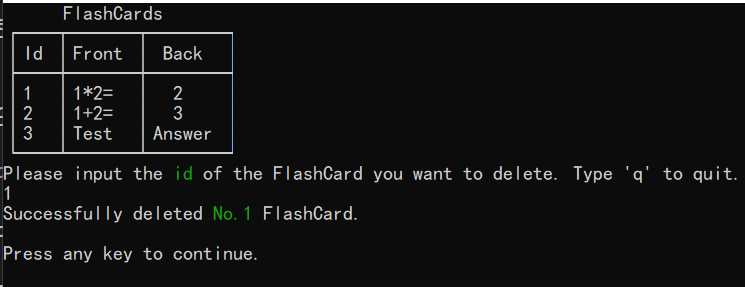 FlashCards
Id Front Back
1 1*2= 2
2 1+2= 3
3 Test Answer
Please input the id of the FlashCard you want to delete. Type 'q' to quit.
1
Successfully deleted No.1 FlashCard.
Press any key to continue.